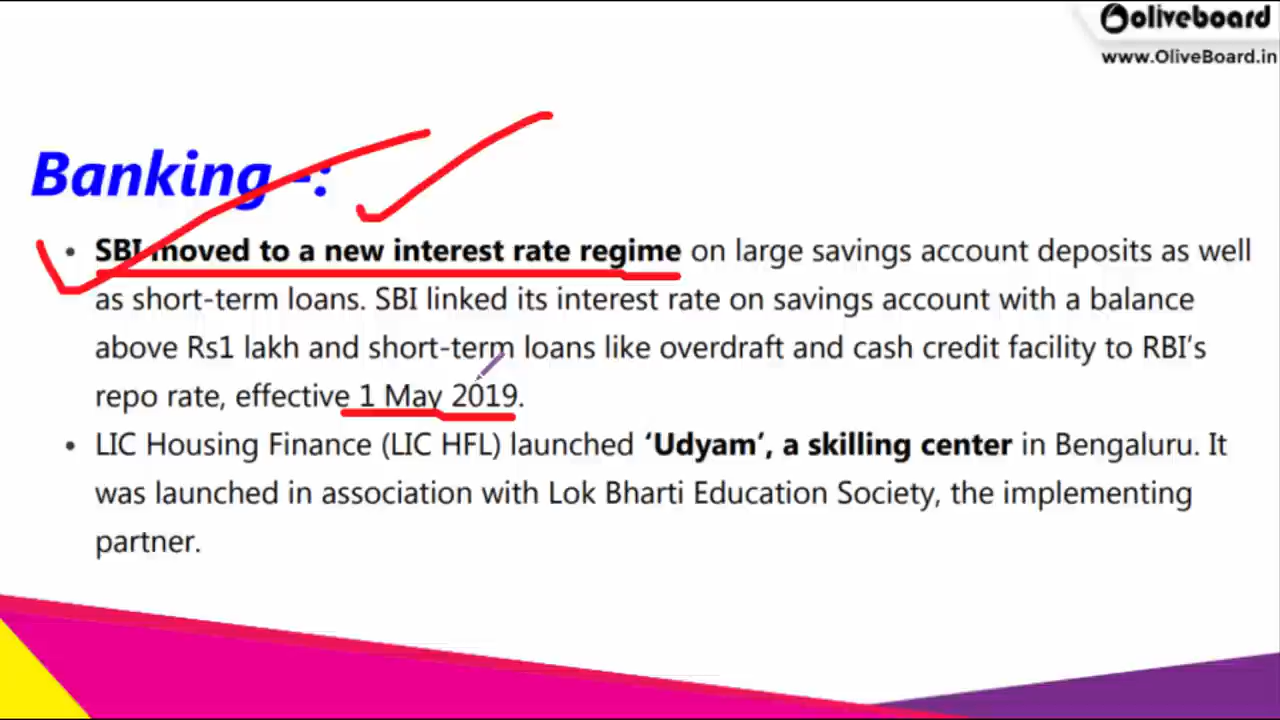 oliveboard
www.OliveBoard.in
Banking -:
• SBI moved to a new interest rate regime on large savings account deposits as well
as short-term loans. SBI linked its interest rate on savings account with a balance
above Rs1 lakh and short-term loans like overdraft and cash credit facility to RBI's
repo rate, effective 1 May 2019.
• LIC Housing Finance (LIC HFL) launched ‘Udyam’, a skilling center in Bengaluru. It
was launched in association with Lok Bharti Education Society, the implementing
partner.